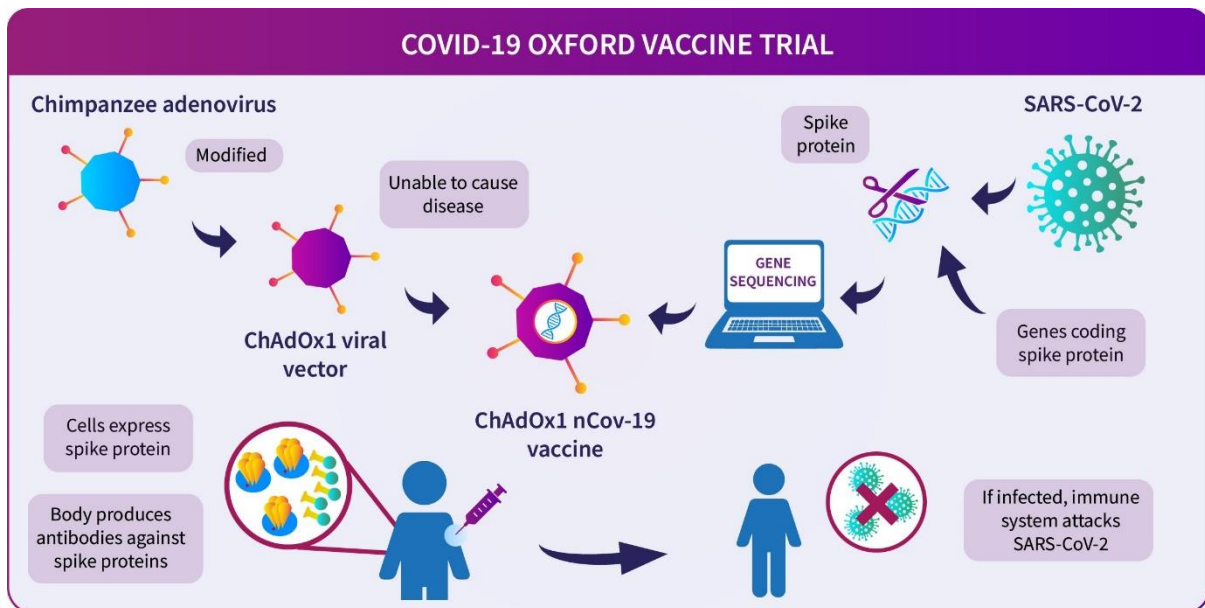 COVID-19 OXFORD VACCINE TRIAL
Chimpanzee adenovirus
Modified
Unable to cause
disease
Spike
protein
SARS-CoV-2
GENE
SEQUENCING
Genes coding
spike protein
ChAdOx1 viral
vector
ChAdOx1 nCov-19
vaccine
Cells express
spike protein
Body produces
antibodies against
spike proteins
If infected, immune
system attacks
SARS-CoV-2